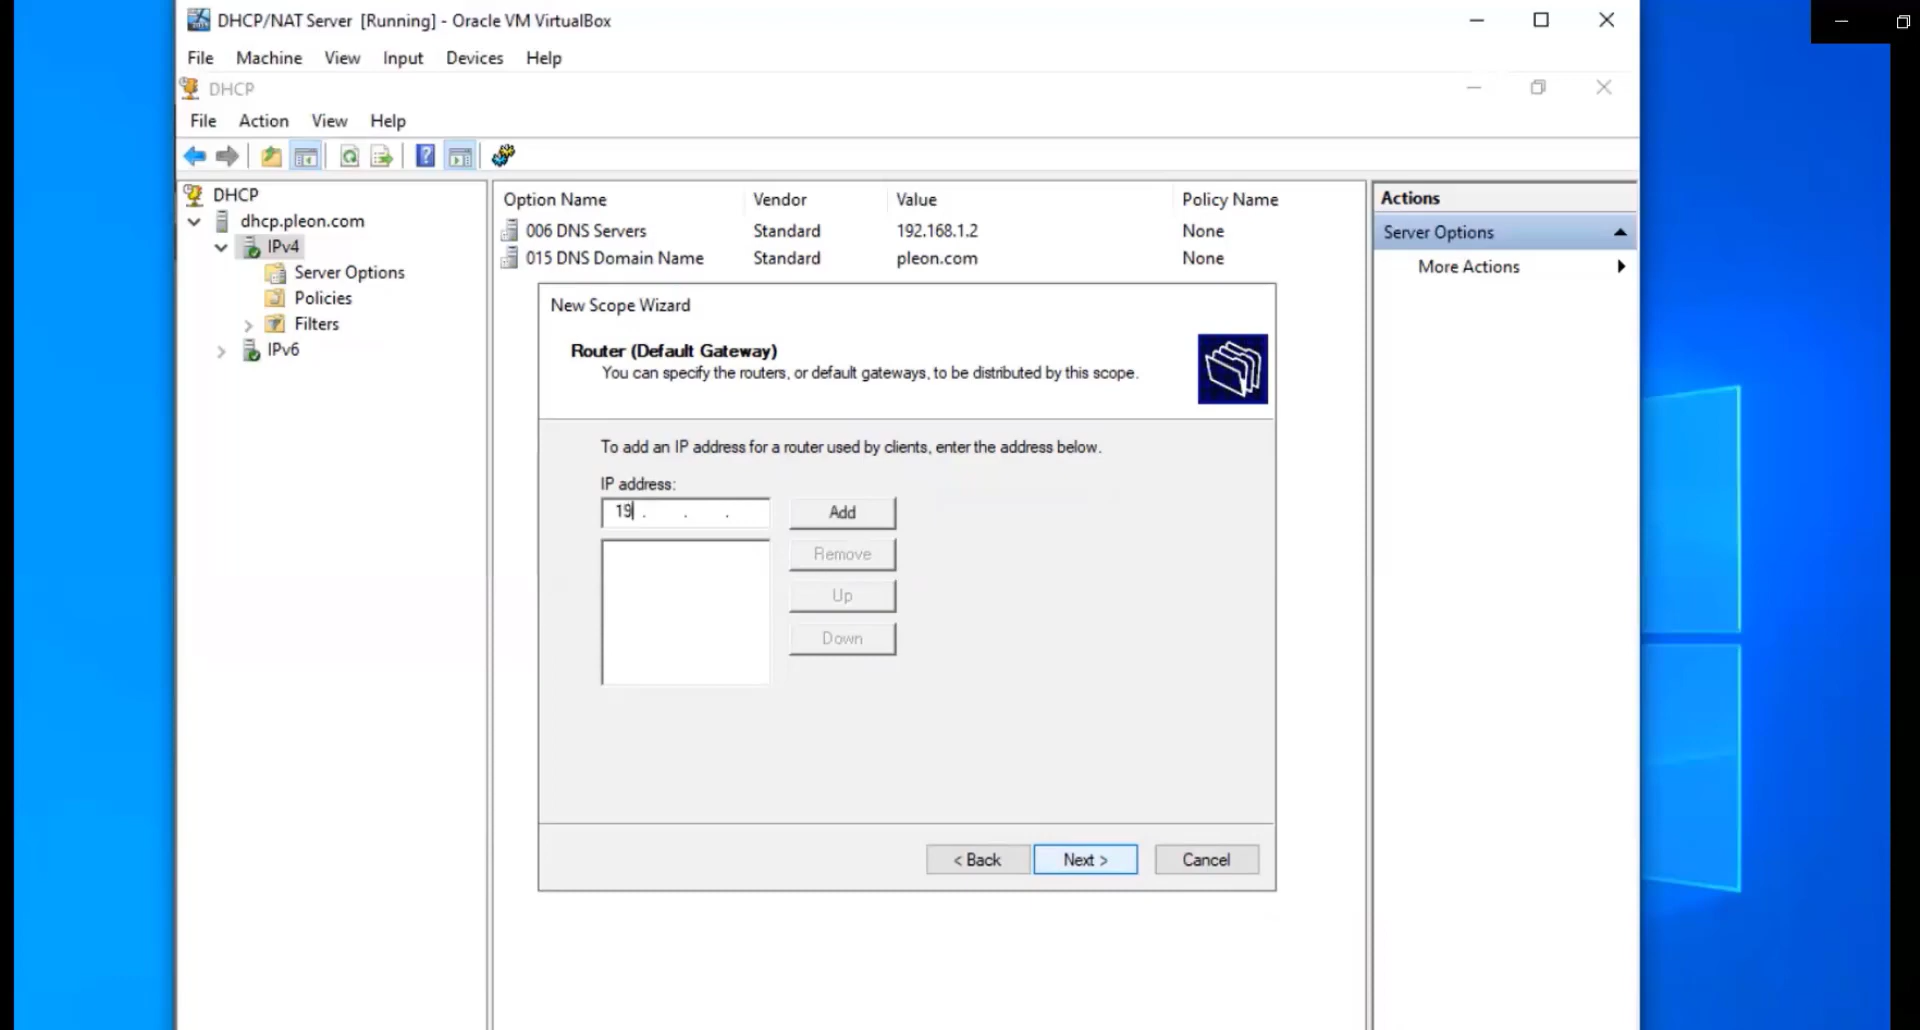 DHCP/NAT Server [Running] - Oracle VM VirtualBox
File Machine View Input Devices Help
DHCP
File Action View Help
DHCP
dhcp.pleon.com
IPv4
Server Options
Policies
Filters
IPv6
Option Name Vendor Value Policy Name
006 DNS Servers Standard 192.168.1.2 None
015 DNS Domain Name Standard pleon.com None
New Scope Wizard
Router (Default Gateway)
You can specify the routers, or default gateways, to be distributed by this scope.
To add an IP address for a router used by clients, enter the address below.
IP address:
19 . . .
Add
Remove
Up
Down
< Back Next > Cancel
Actions
Server Options
More Actions